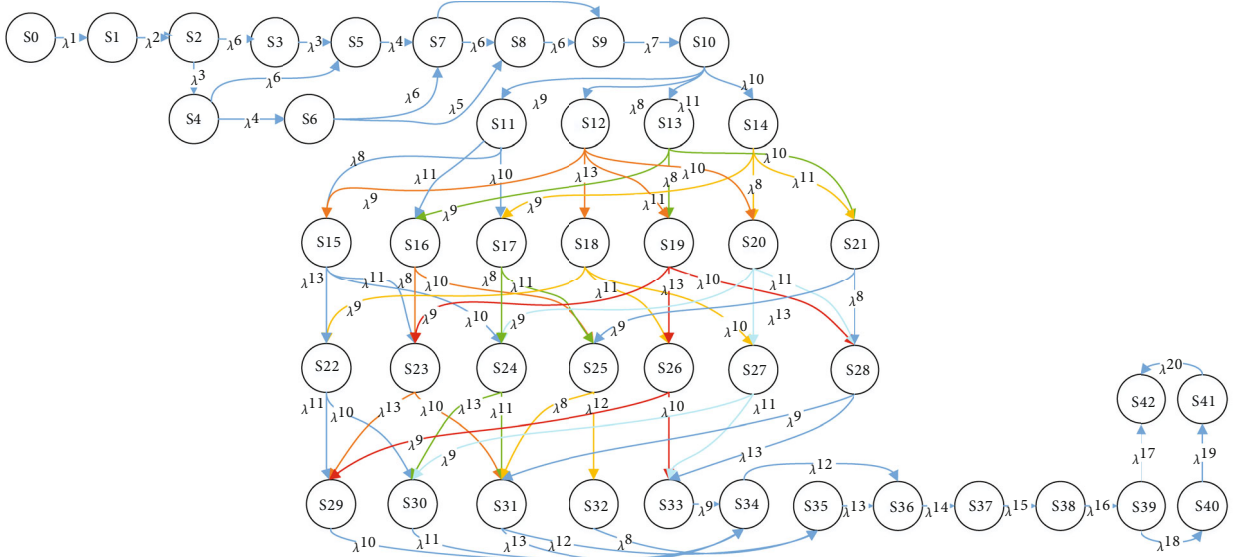 S0 λ1 S1 λ2 S2 λ6 S3 λ3 S5 λ4 S7 λ6 S8 λ6 S9 λ7 S10
λ3 λ6
S4 λ4 S6 λ6 λ5
λ9 λ8 λ11 λ10
S11 S12 S13 S14
λ8 λ11 λ10 λ13 λ8 λ10 λ8 λ10 λ11
λ9 λ9 λ9 λ11
S15 S16 S17 S18 S19 S20 S21
λ13 λ11 λ8 λ10 λ8 λ11 λ11 λ13 λ10 λ11 λ8
λ9 λ10 λ9 λ9 λ10 λ13
S22 S23 S24 S25 S26 S27 S28
λ11 λ10 λ13 λ10 λ13 λ11 λ8 λ12 λ10 λ11 λ9
λ9 λ9 λ13
λ20
S42 S41
λ17 λ19
λ12
S29 S30 S31 S32 S33 λ9 S34 S35 λ13 S36 λ14 S37 λ15 S38 λ16 S39 S40
λ10 λ11 λ13 λ12 λ8 λ18